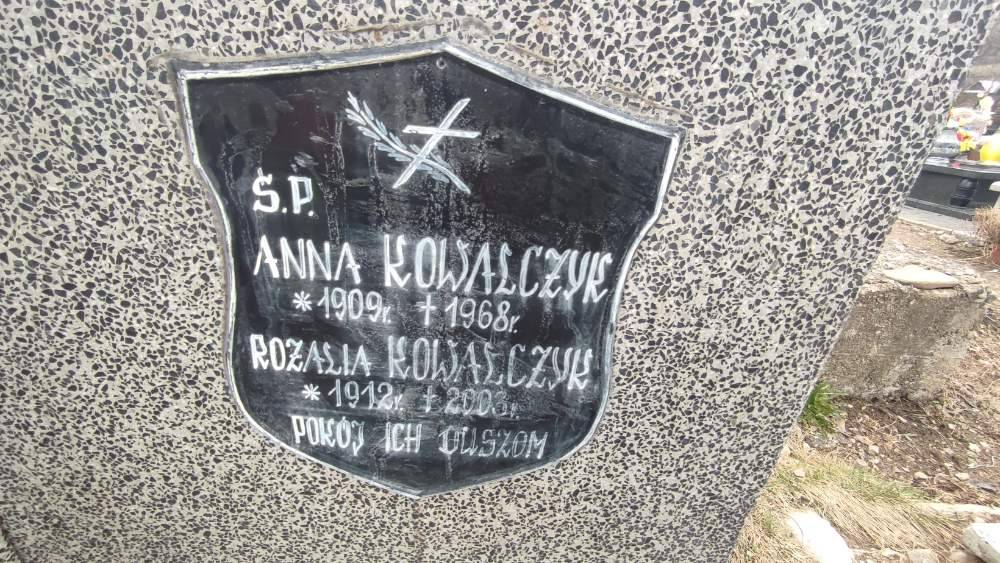 Ś.P.
ANNA KOWALCZYK
*1909r. †1968r.
ROZALIA KOWALCZYK
*1912r. †2003r.
POKÓJ ICH DUSZOM